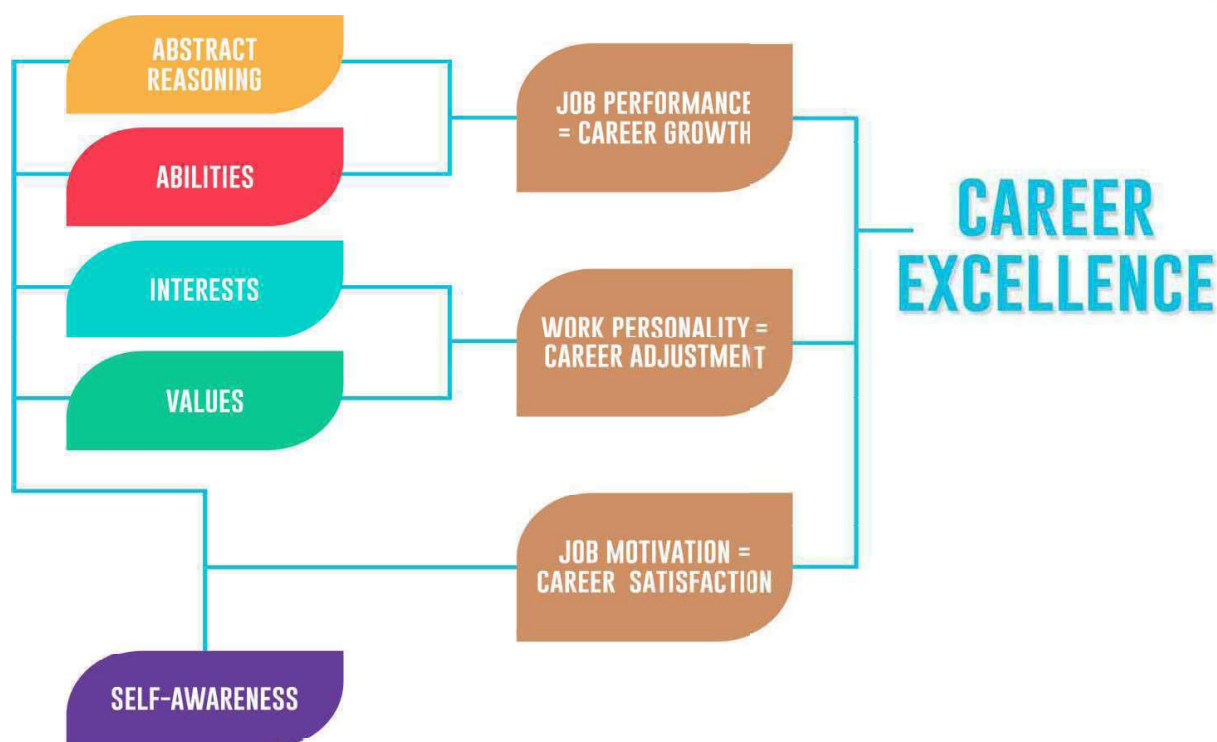 ABSTRACT
REASONING
ABILITIES
INTERESTS
VALUES
SELF-AWARENESS
JOB PERFORMANCE
= CAREER GROWTH
WORK PERSONALITY =
CAREER ADJUSTMENT
JOB MOTIVATION =
CAREER SATISFACTION
CAREER
EXCELLENCE